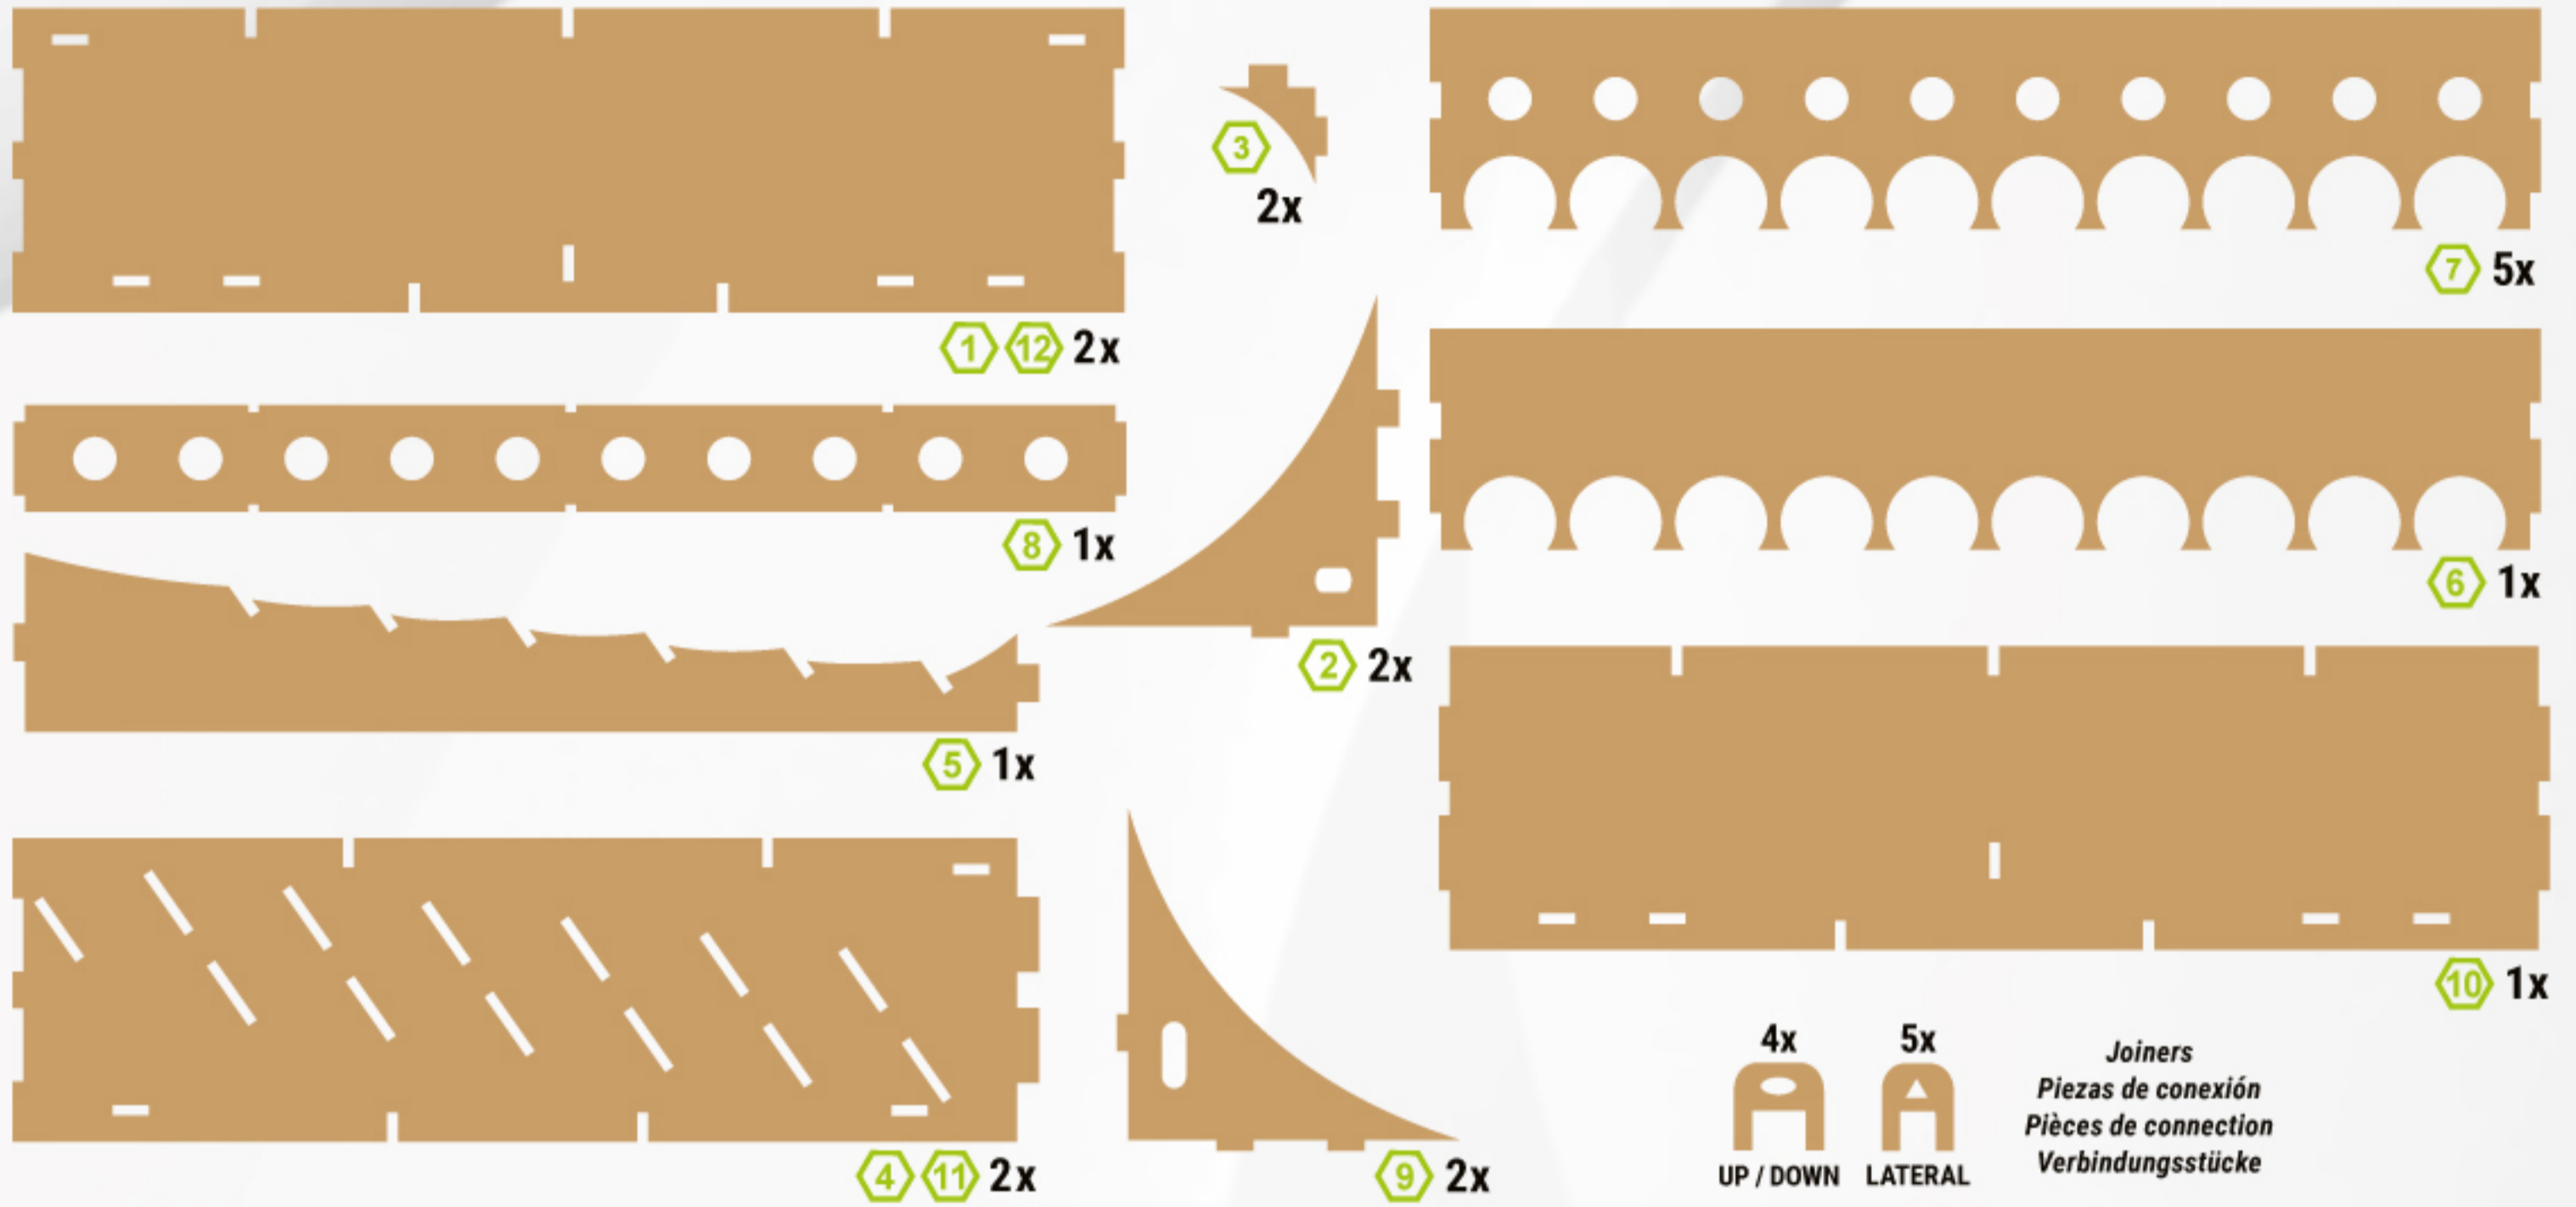 3
2x
7 5x
1 12 2x
8 1x
6 1x
2 2x
5 1x
10 1x
4 11 2x
9 2x
4x
UP / DOWN
5x
LATERAL
Joiners
Piezas de conexión
Pièces de connection
Verbindungsstücke